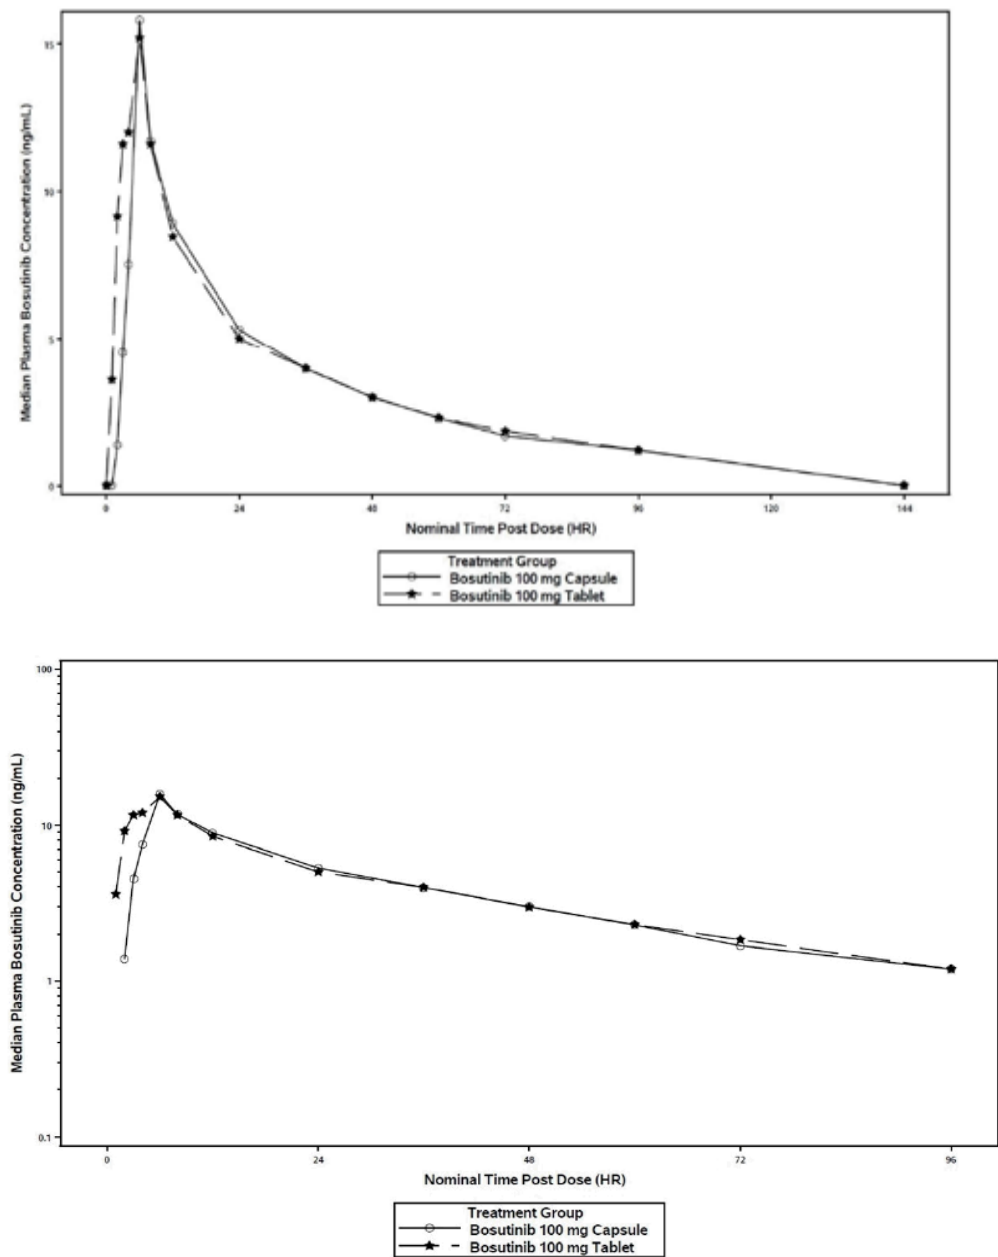 Median Plasma Bosutinib Concentration (ng/mL)
15
10
5
0
0 24 48 72 96 120 144
Nominal Time Post Dose (HR)
Treatment Group
Bosutinib 100 mg Capsule
Bosutinib 100 mg Tablet
Median Plasma Bosutinib Concentration (ng/mL)
100
10
1
0.1
0 24 48 72 96
Nominal Time Post Dose (HR)
Treatment Group
Bosutinib 100 mg Capsule
Bosutinib 100 mg Tablet